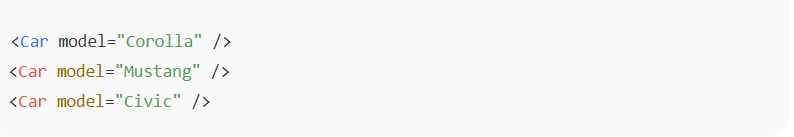 <Car model="Corolla" />
<Car model="Mustang" />
<Car model="Civic" />